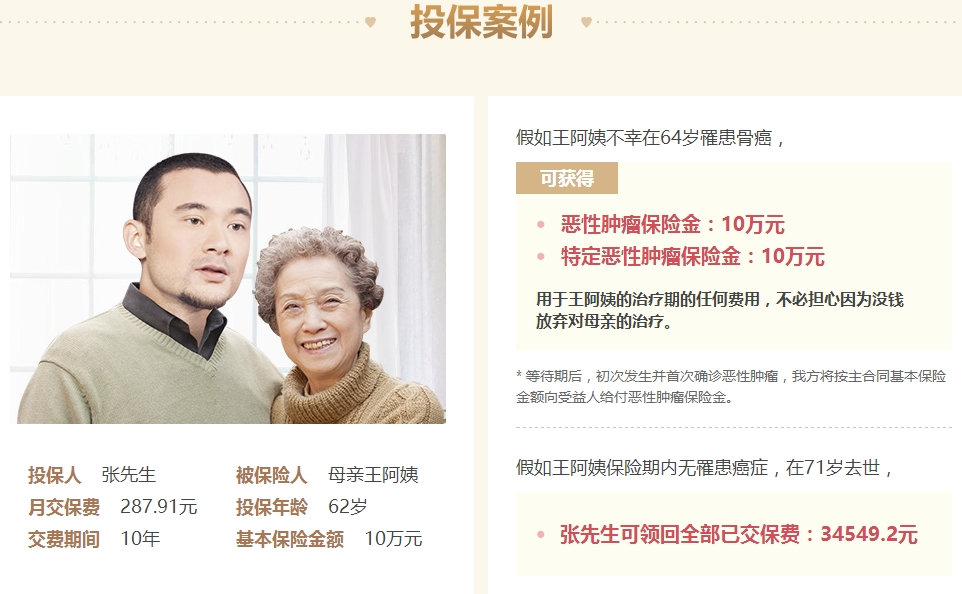 投保案例
投保人 张先生 被保险人 母亲王阿姨
月交保费 287.91元 投保年龄 62岁
交费期间 10年 基本保险金额 10万元
假如王阿姨不幸在64岁罹患骨癌，
可获得
恶性肿瘤保险金：10万元
特定恶性肿瘤保险金：10万元
用于王阿姨的治疗期的任何费用，不必担心因为没钱
放弃对母亲的治疗。
* 等待期后，初次发生并首次确诊恶性肿瘤，我方将按主合同基本保险
金额向受益人给付恶性肿瘤保险金。
假如王阿姨保险期内无罹患癌症，在71岁去世，
张先生可领回全部已交保费：34549.2元